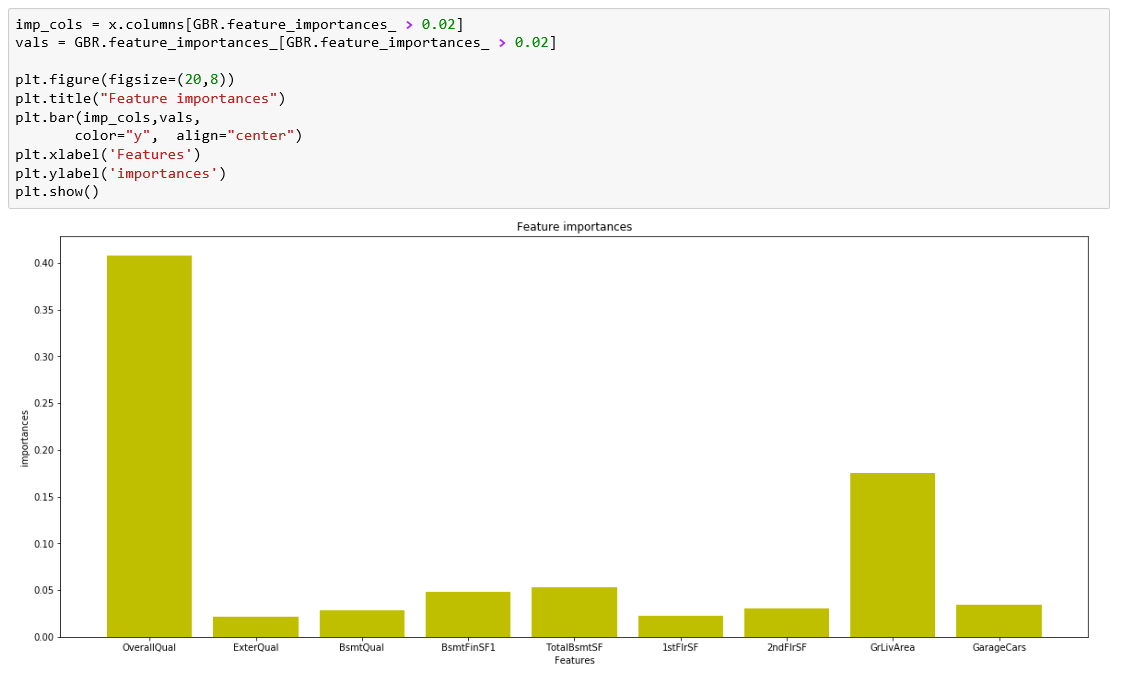 imp_cols = x.columns[GBR.feature_importances_ > 0.02]
vals = GBR.feature_importances_[GBR.feature_importances_ > 0.02]
plt.figure(figsize=(20,8))
plt.title("Feature importances")
plt.bar(imp_cols,vals,
       color="y",  align="center")
plt.xlabel('Features')
plt.ylabel('importances')
plt.show()
Feature importances
0.40
0.35
0.30
0.25
0.20
0.15
0.10
0.05
0.00
importances
OverallQual ExterQual BsmtQual BsmtFinSF1 TotalBsmtSF 1stFlrSF 2ndFlrSF GrLivArea GarageCars
Features